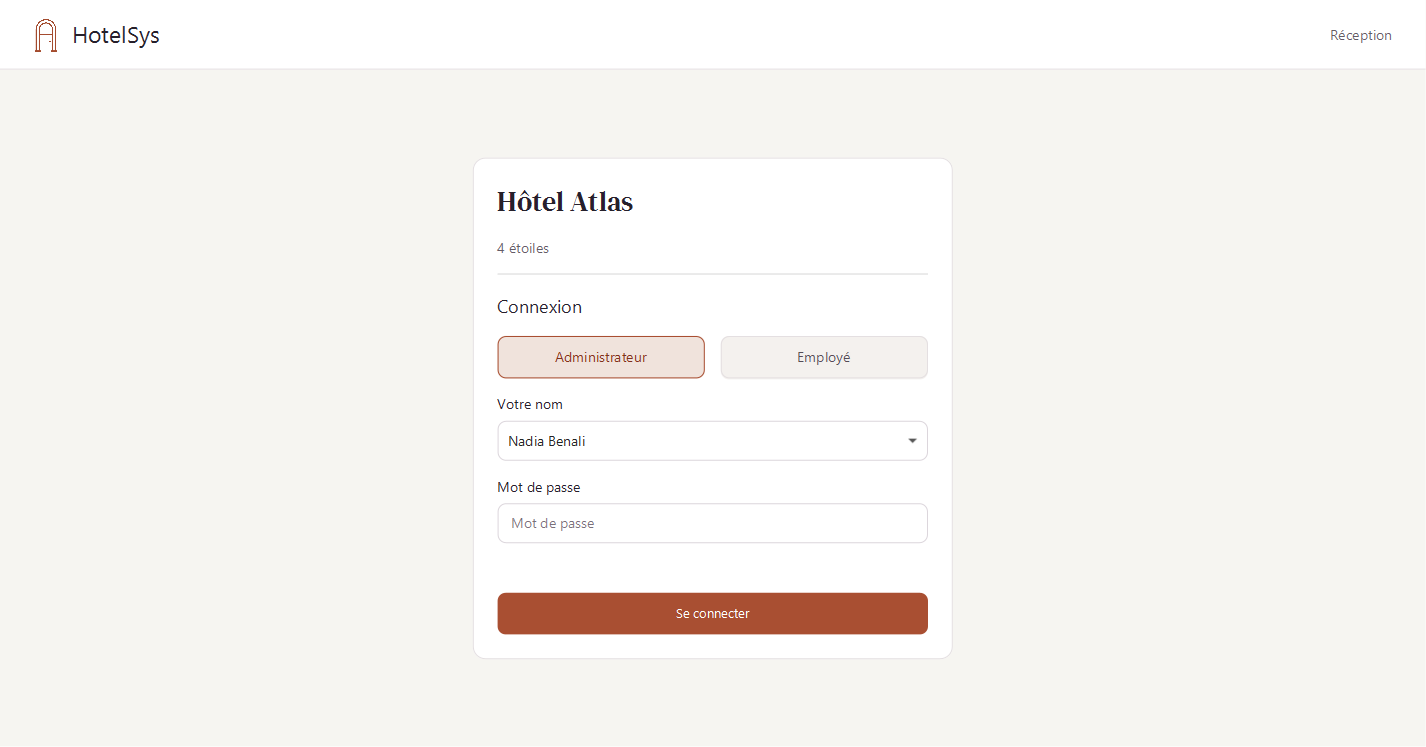 HotelSys
Réception
Hôtel Atlas
4 étoiles
Connexion
Administrateur
Employé
Votre nom
Nadia Benali
Mot de passe
Mot de passe
Se connecter